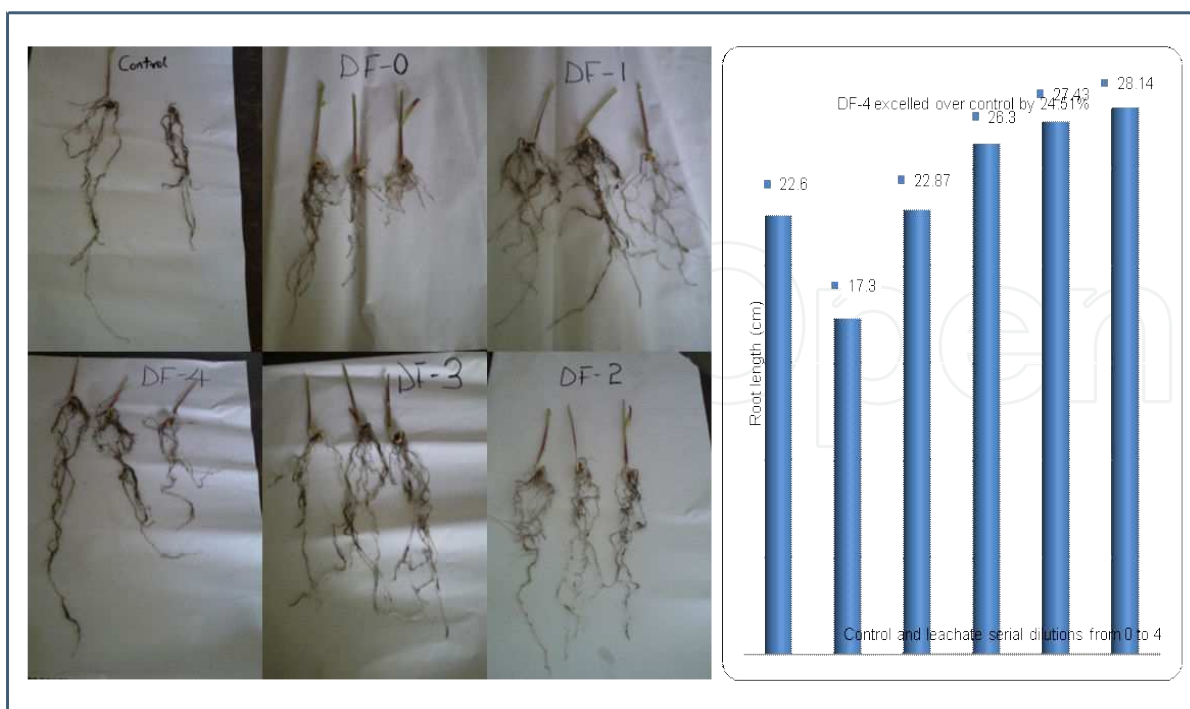 Control
DF-0
DF-1
DF-4
DF-3
DF-2
DF-4 excelled over control by 24.51%
22.6
17.3
22.87
26.3
27.43
28.14
Root length (cm)
Control and leachate serial dilutions from 0 to 4
Open